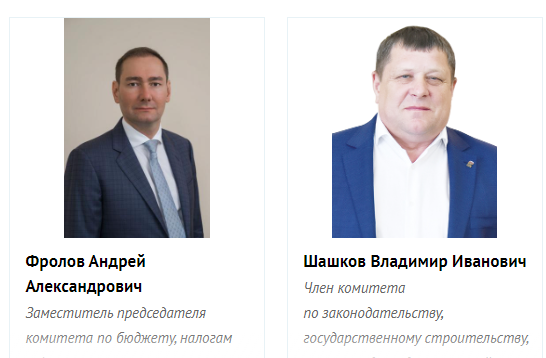 Фролов Андрей
Александрович
Заместитель председателя
комитета по бюджету, налогам
Шашков Владимир Иванович
Член комитета
по законодательству,
государственному строительству,